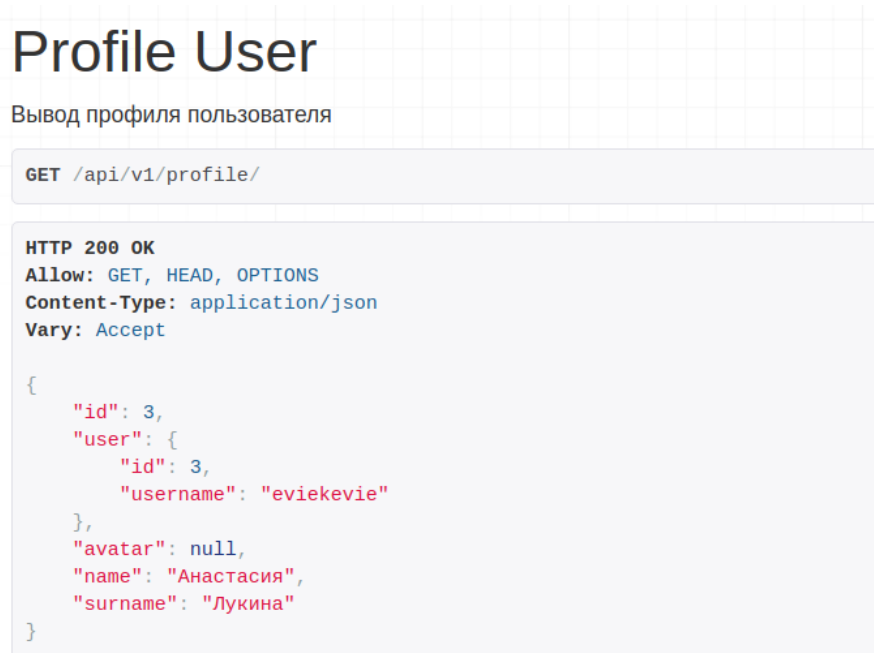 Profile User
Вывод профиля пользователя
GET /api/v1/profile/
HTTP 200 OK
Allow: GET, HEAD, OPTIONS
Content-Type: application/json
Vary: Accept
{
    "id": 3,
    "user": {
        "id": 3,
        "username": "eviekevie"
    },
    "avatar": null,
    "name": "Анастасия",
    "surname": "Лукина"
}